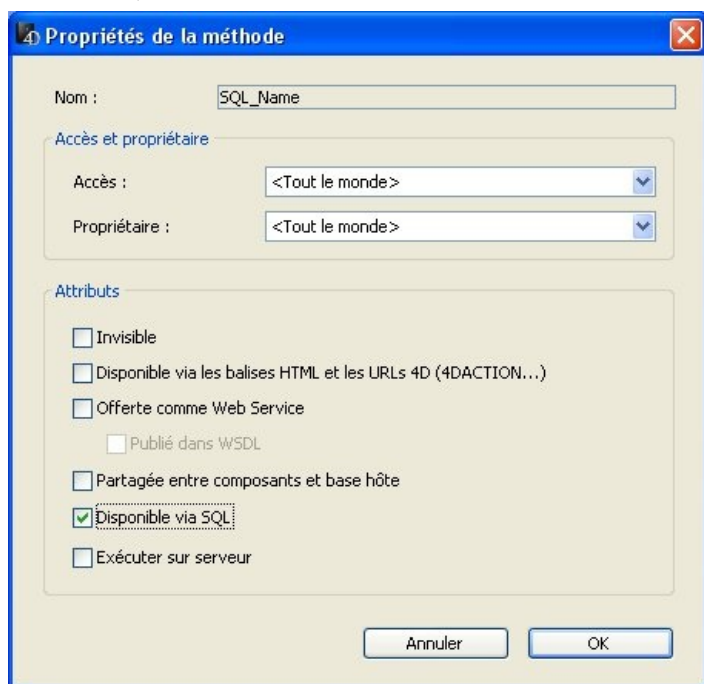 4D Propriétés de la méthode
Nom : SQL_Name
Accès et propriétaire
Accès : <Tout le monde>
Propriétaire : <Tout le monde>
Attributs
Invisible
Disponible via les balises HTML et les URLs 4D (4DACTION...)
Offerte comme Web Service
Publié dans WSDL
Partagée entre composants et base hôte
Disponible via SQL
Exécuter sur serveur
Annuler OK